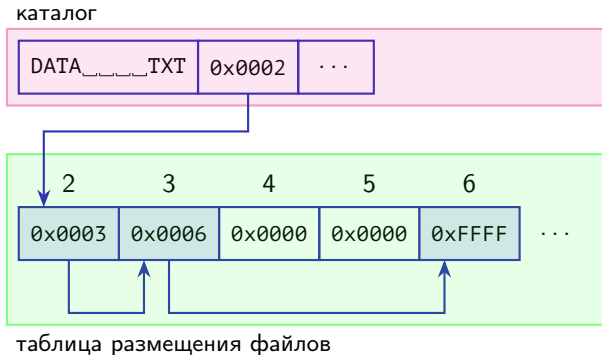 каталог
DATA␣␣␣␣TXT 0x0002 ···
2 3 4 5 6
0x0003 0x0006 0x0000 0x0000 0xFFFF ···
таблица размещения файлов